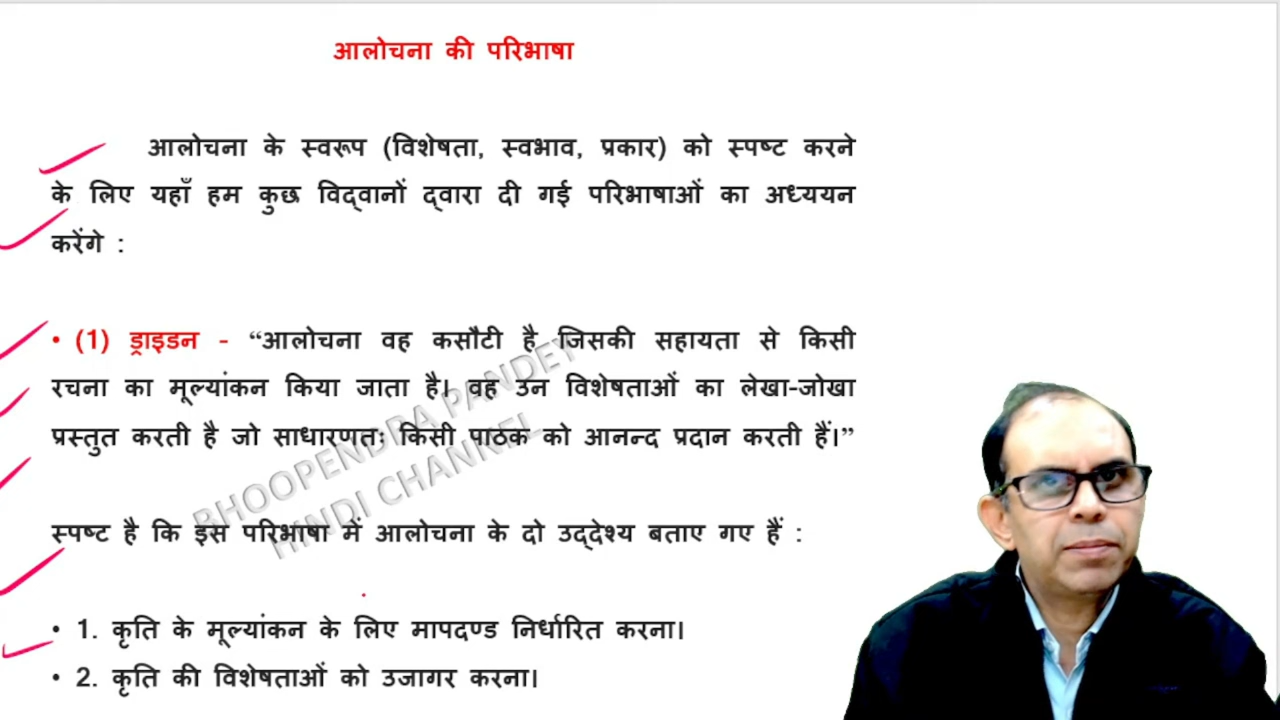 आलोचना की परिभाषा
आलोचना के स्वरूप (विशेषता, स्वभाव, प्रकार) को स्पष्ट करने
के लिए यहाँ हम कुछ विद्वानों द्वारा दी गई परिभाषाओं का अध्ययन
करेंगे :
• (1) ड्राइडन - “आलोचना वह कसौटी है जिसकी सहायता से किसी
रचना का मूल्यांकन किया जाता है। वह उन विशेषताओं का लेखा-जोखा
प्रस्तुत करती है जो साधारणतः किसी पाठक को आनन्द प्रदान करती हैं।”
BHOOPENDRA PANDEY
HINDI CHANNEL
स्पष्ट है कि इस परिभाषा में आलोचना के दो उद्देश्य बताए गए हैं :
• 1. कृति के मूल्यांकन के लिए मापदण्ड निर्धारित करना।
• 2. कृति की विशेषताओं को उजागर करना।